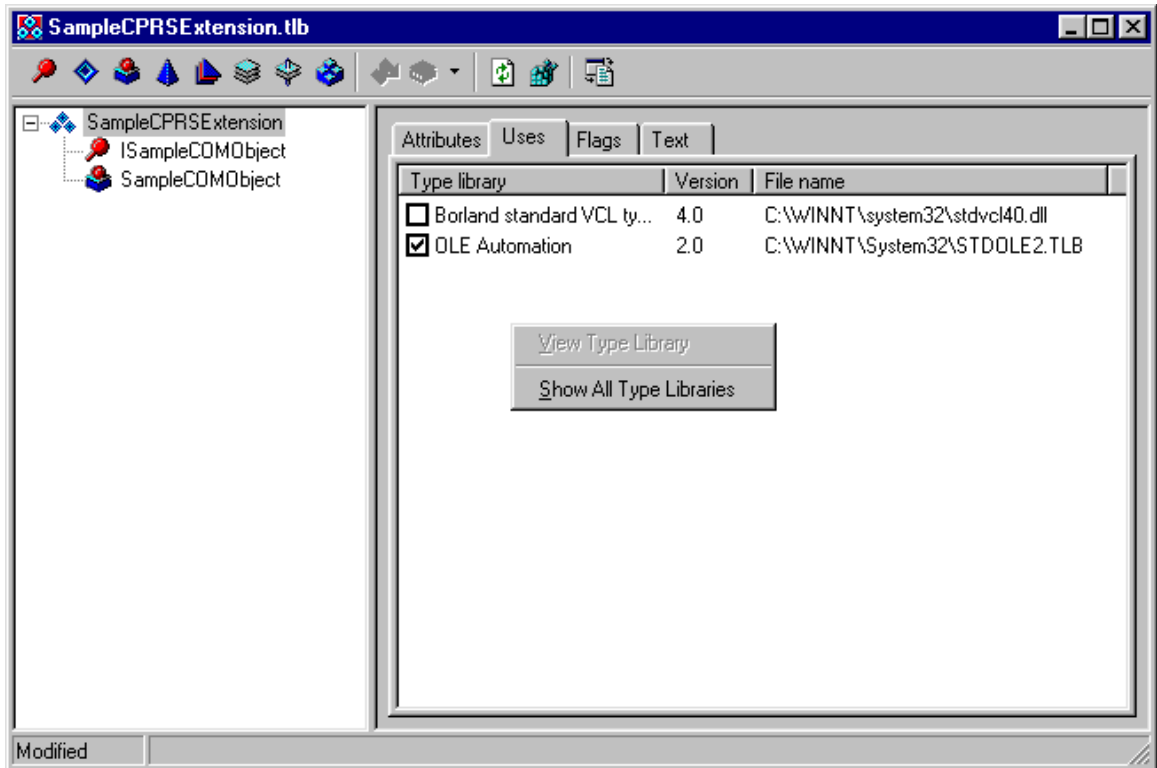 SampleCPRSExtension.tlb
SampleCPRSExtension
ISampleCOMObject
SampleCOMObject
Attributes Uses Flags Text
Type library Version File name
Borland standard VCL ty... 4.0 C:\WINNT\system32\stdvcl40.dll
OLE Automation 2.0 C:\WINNT\System32\STDOLE2.TLB
View Type Library
Show All Type Libraries
Modified